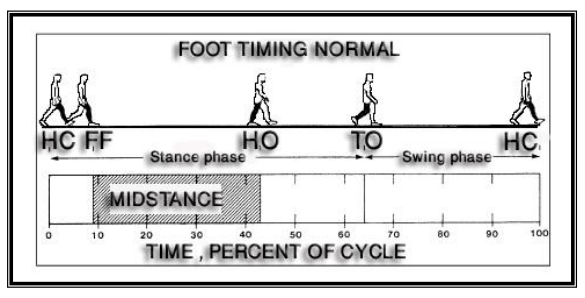 FOOT TIMING NORMAL
HC FF HO TO HC
Stance phase Swing phase
MIDSTANCE
0 10 20 30 40 50 60 70 80 90 100
TIME , PERCENT OF CYCLE